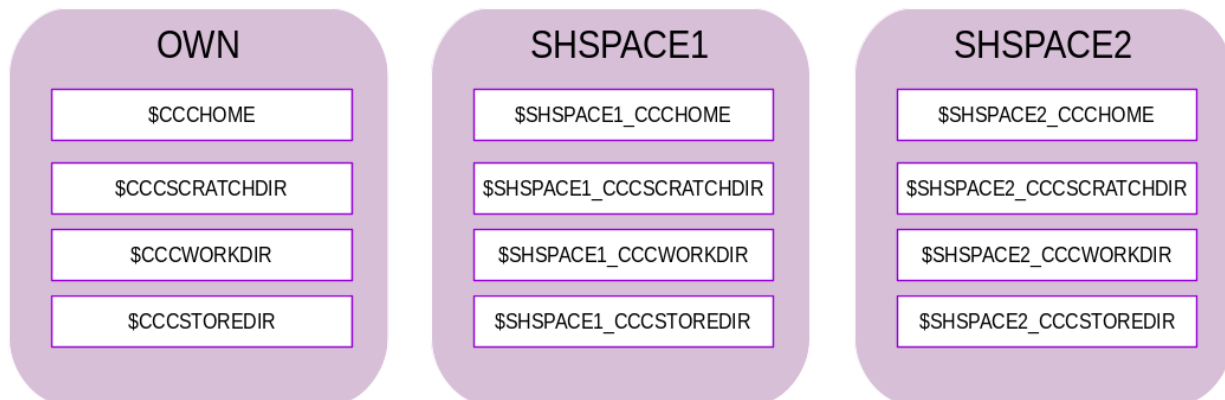 OWN
$CCCHOME
$CCCSCRATCHDIR
$CCCWORKDIR
$CCCSTOREDIR
SHSPACE1
$SHSPACE1_CCCHOME
$SHSPACE1_CCCSCRATCHDIR
$SHSPACE1_CCCWORKDIR
$SHSPACE1_CCCSTOREDIR
SHSPACE2
$SHSPACE2_CCCHOME
$SHSPACE2_CCCSCRATCHDIR
$SHSPACE2_CCCWORKDIR
$SHSPACE2_CCCSTOREDIR